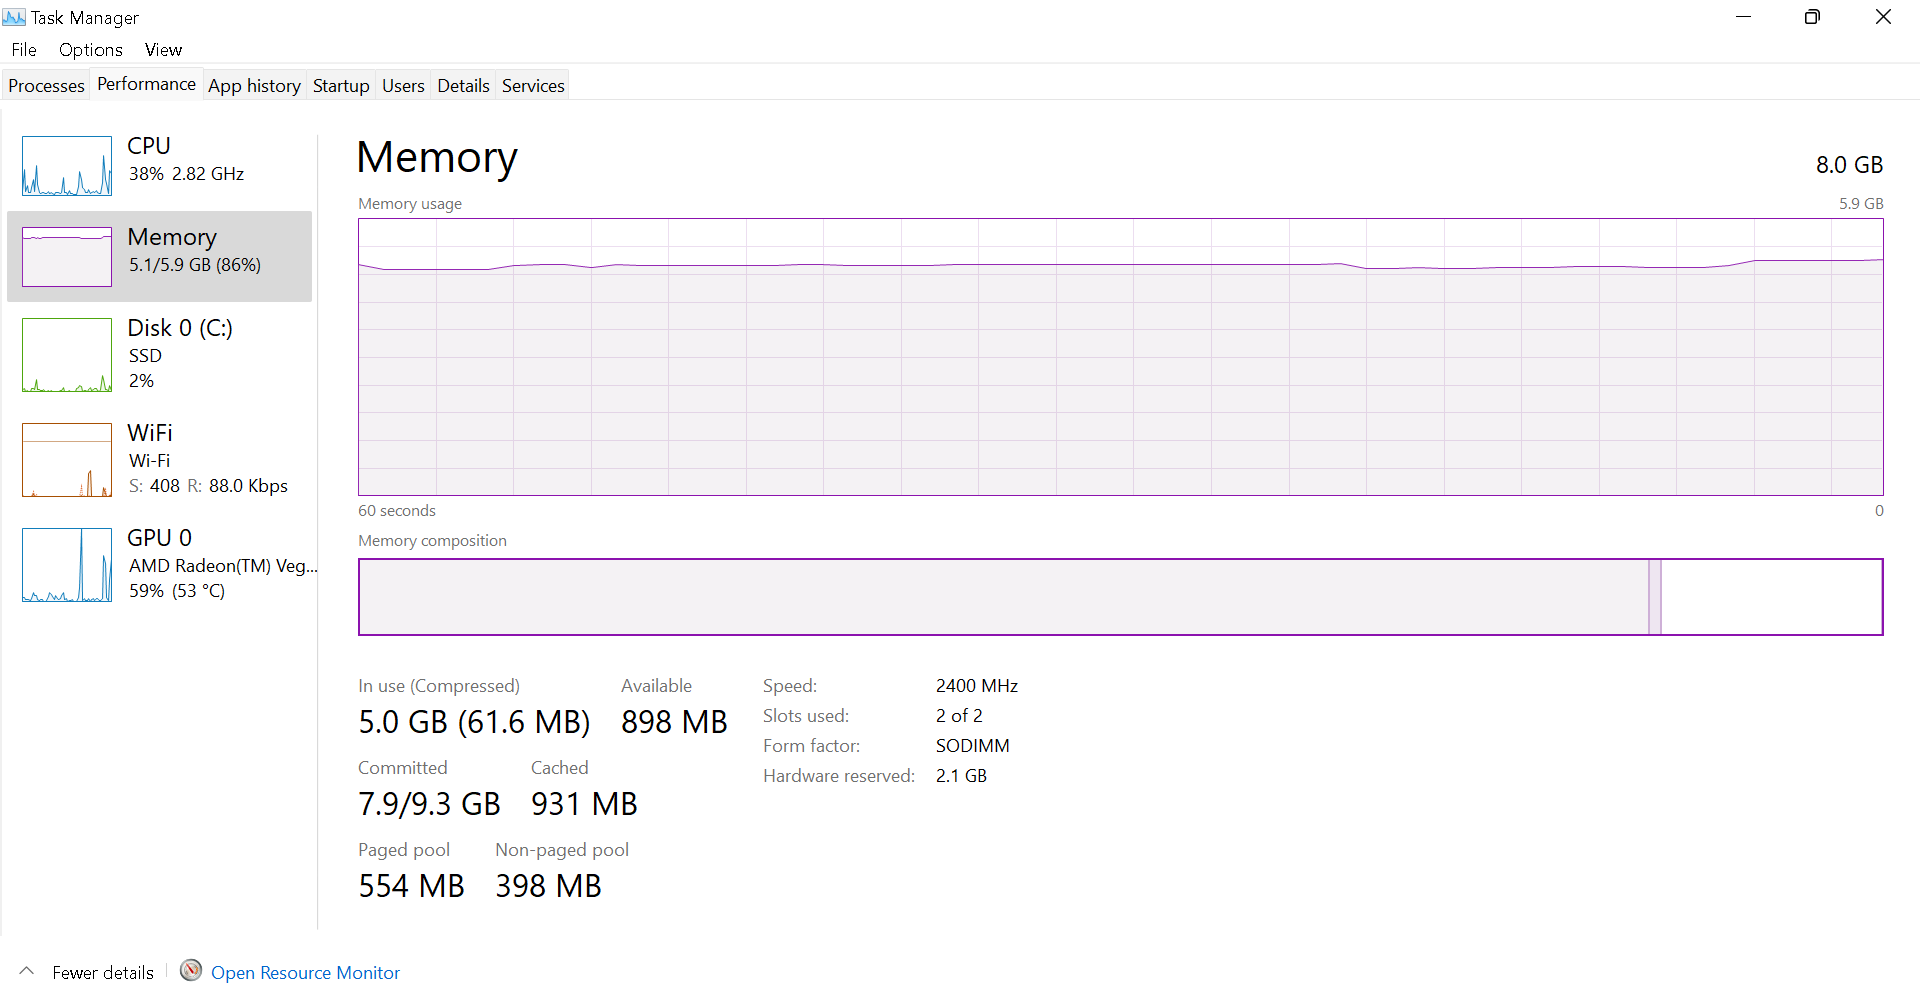 Task Manager
File Options View
Processes Performance App history Startup Users Details Services
CPU
38% 2.82 GHz
Memory
5.1/5.9 GB (86%)
Disk 0 (C:)
SSD
2%
WiFi
Wi-Fi
S: 408 R: 88.0 Kbps
GPU 0
AMD Radeon(TM) Veg...
59% (53 °C)
Memory
8.0 GB
Memory usage
5.9 GB
60 seconds
0
Memory composition
In use (Compressed) Available
5.0 GB (61.6 MB) 898 MB
Committed Cached
7.9/9.3 GB 931 MB
Paged pool Non-paged pool
554 MB 398 MB
Speed: 2400 MHz
Slots used: 2 of 2
Form factor: SODIMM
Hardware reserved: 2.1 GB
Fewer details Open Resource Monitor